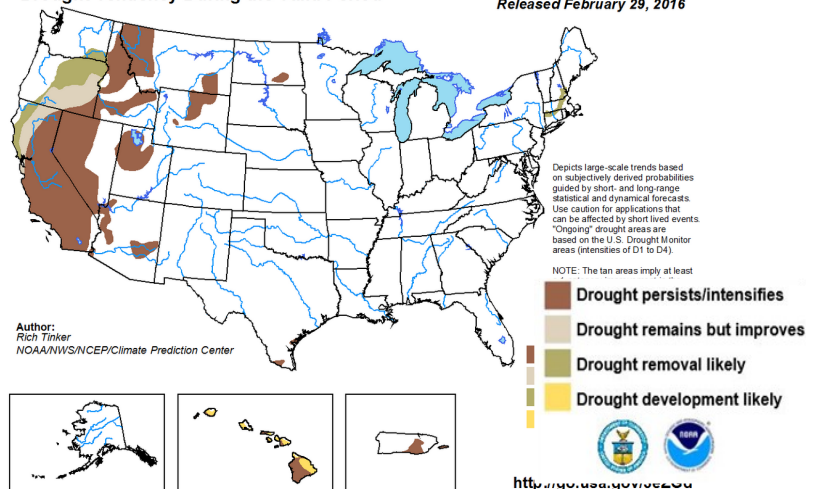 Released February 29, 2016
Depicts large-scale trends based
on subjectively derived probabilities
guided by short- and long-range
statistical and dynamical forecasts.
Use caution for applications that
can be affected by short lived events.
"Ongoing" drought areas are
based on the U.S. Drought Monitor
areas (intensities of D1 to D4).
NOTE: The tan areas imply at least
Drought persists/intensifies
Drought remains but improves
Drought removal likely
Drought development likely
Author:
Rich Tinker
NOAA/NWS/NCEP/Climate Prediction Center
NOAA